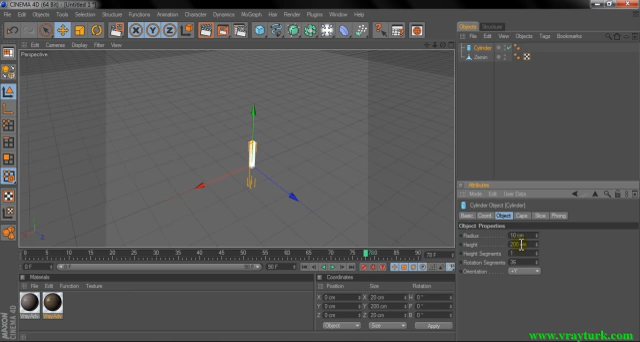 CINEMA 4D (64 Bit) - [Untitled 1 *]
File Edit Objects Tools Selection Structure Functions Animation Character Dynamics MoGraph Hair Render Plugins Window Help
Edit Cameras Display Filter View
Perspective
Objects Structure
File Edit View Objects Tags Bookmarks
Cylinder
Zemin
Attributes
Mode Edit User Data
Cylinder Object [Cylinder]
Basic Coord. Object Caps Slice Phong
Object Properties
Radius 10 cm
Height 200 cm
Height Segments 1
Rotation Segments 36
Orientation +Y
0 5 10 15 20 25 30 35 40 45 50 55 60 65 70 80 85 90
0 F 90 F
Materials
File Edit Function Texture
VrayAdv VrayAdv
Coordinates
Position Size Rotation
X 0 cm X 20 cm H 0 °
Y 0 cm Y 200 cm P 0 °
Z 0 cm Z 20 cm B 0 °
Object Size Apply
MAXON CINEMA 4D
www.vrayturk.com